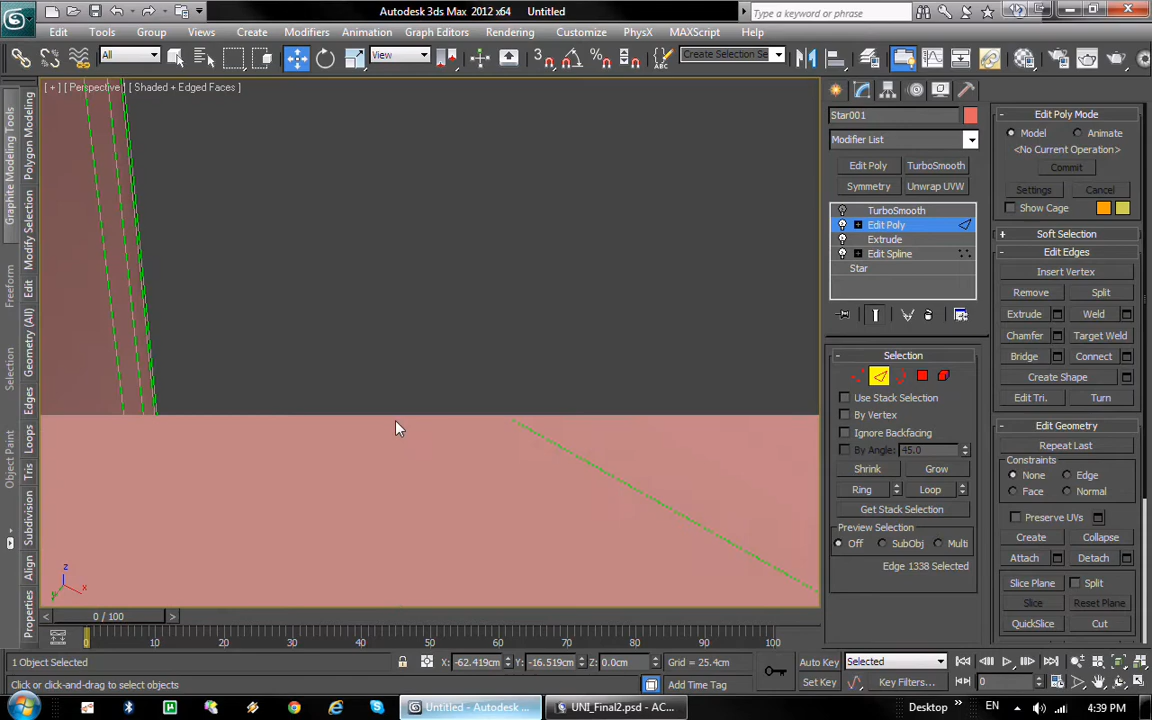 Autodesk 3ds Max 2012 x64 Untitled
Type a keyword or phrase
Edit Tools Group Views Create Modifiers Animation Graph Editors Rendering Customize PhysX MAXScript Help
All View 3 Create Selection Se
[ + ] [ Perspective ] [ Shaded + Edged Faces ]
Graphite Modeling Tools
Freeform
Selection
Object Paint
Polygon Modeling
Modify Selection
Edit
Geometry (All)
Edges
Loops
Tris
Subdivision
Align
Properties
z
x
y
Star001
Modifier List
Edit Poly TurboSmooth
Symmetry Unwrap UVW
TurboSmooth
Edit Poly
Extrude
Edit Spline
Star
Selection
Use Stack Selection
By Vertex
Ignore Backfacing
By Angle: 45.0
Shrink Grow
Ring Loop
Get Stack Selection
Preview Selection
Off SubObj Multi
Edge 1338 Selected
Edit Poly Mode
Model Animate
<No Current Operation>
Commit
Settings Cancel
Show Cage
Soft Selection
Edit Edges
Insert Vertex
Remove Split
Extrude Weld
Chamfer Target Weld
Bridge Connect
Create Shape
Edit Tri. Turn
Edit Geometry
Repeat Last
Constraints
None Edge
Face Normal
Preserve UVs
Create Collapse
Attach Detach
Slice Plane Split
Slice Reset Plane
QuickSlice Cut
< 0 / 100 >
0 10 20 30 40 50 60 70 80 90 100
1 Object Selected X: -62.419cm Y: -16.519cm Z: 0.0cm Grid = 25.4cm Auto Key Selected
Click or click-and-drag to select objects Add Time Tag Set Key Key Filters... 0
Untitled - Autodesk ... UNI_Final2.psd - AC... Desktop » EN 4:39 PM